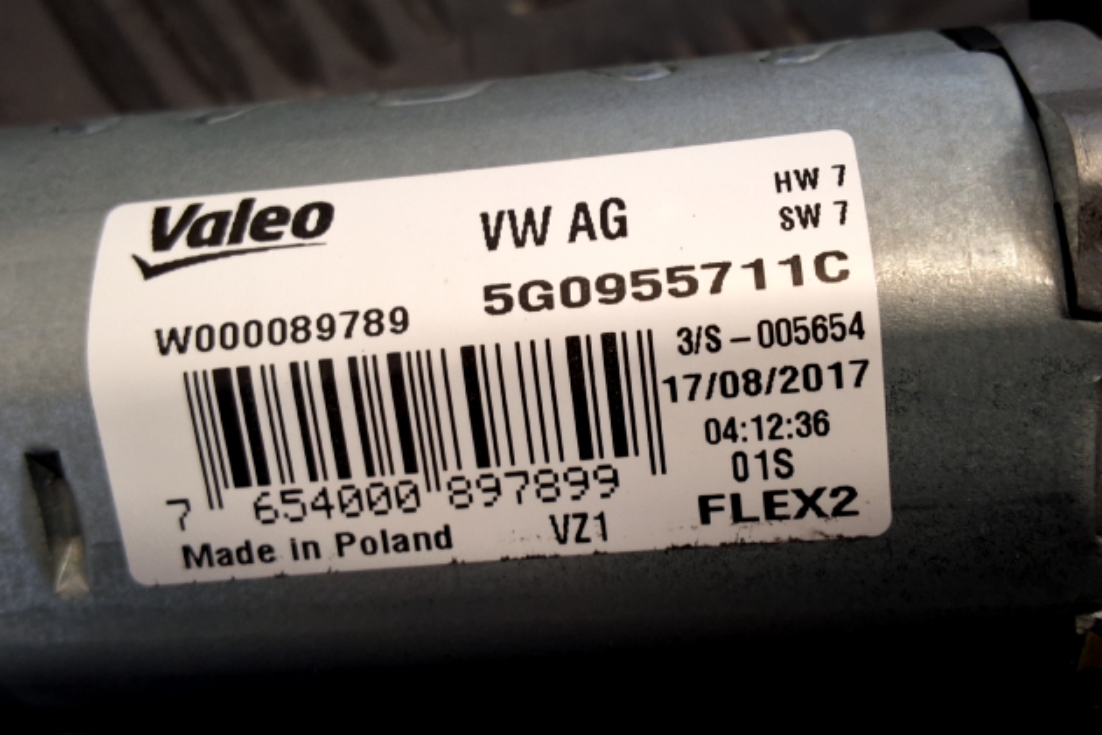 Valeo
VW AG
HW 7
SW 7
5G0955711C
W000089789
3/S – 005654
17/08/2017
04:12:36
01S
FLEX2
7 654000 897899
Made in Poland
VZ1